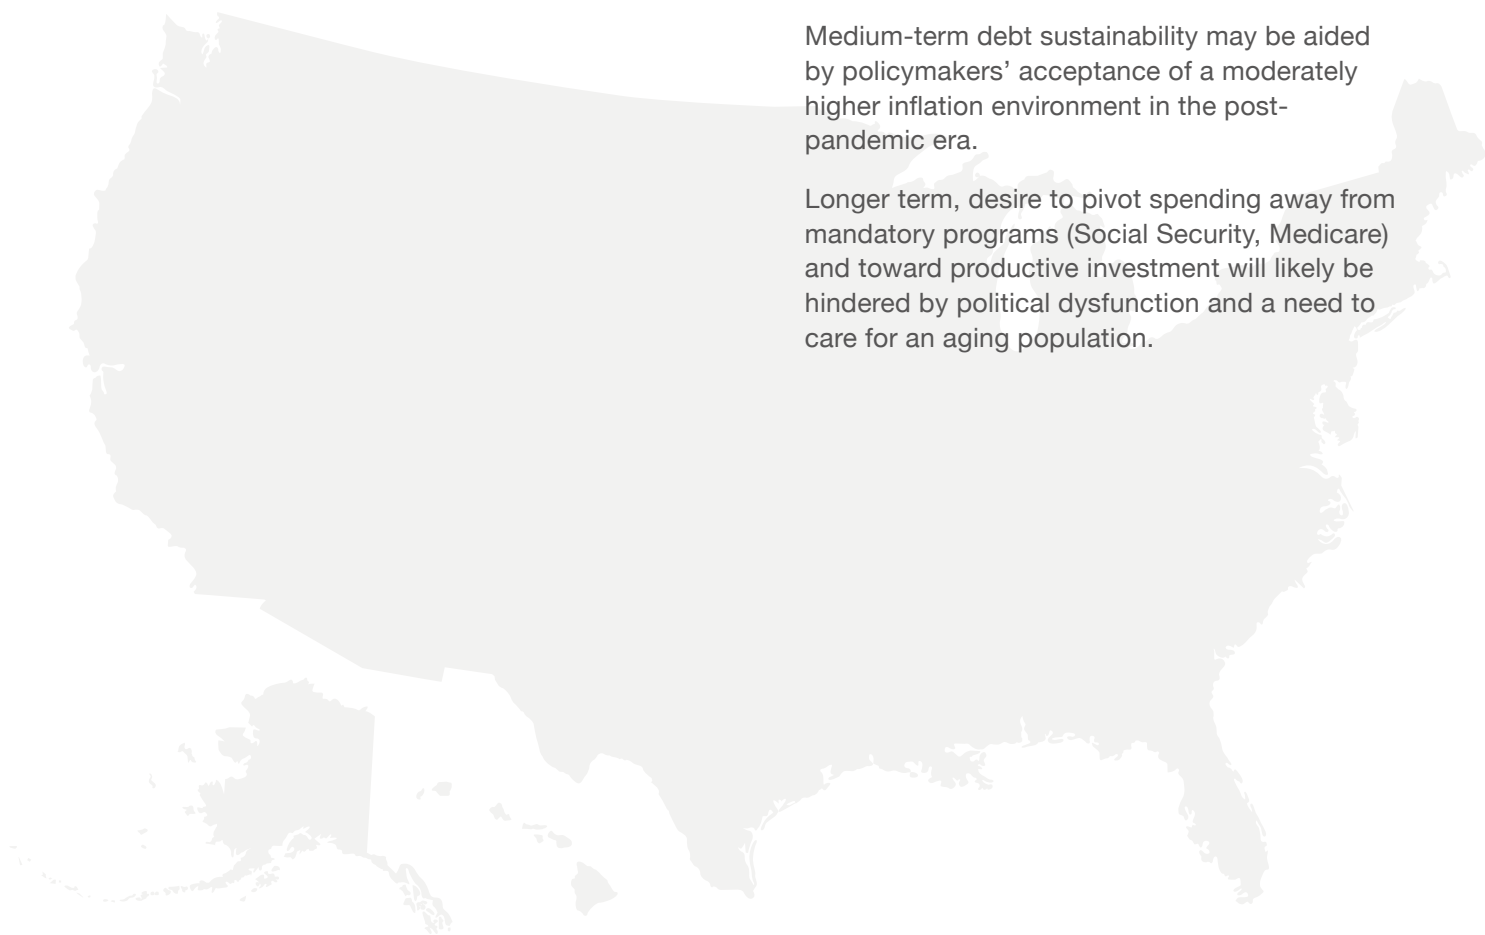 Medium-term debt sustainability may be aided
by policymakers’ acceptance of a moderately
higher inflation environment in the post-
pandemic era.
Longer term, desire to pivot spending away from
mandatory programs (Social Security, Medicare)
and toward productive investment will likely be
hindered by political dysfunction and a need to
care for an aging population.